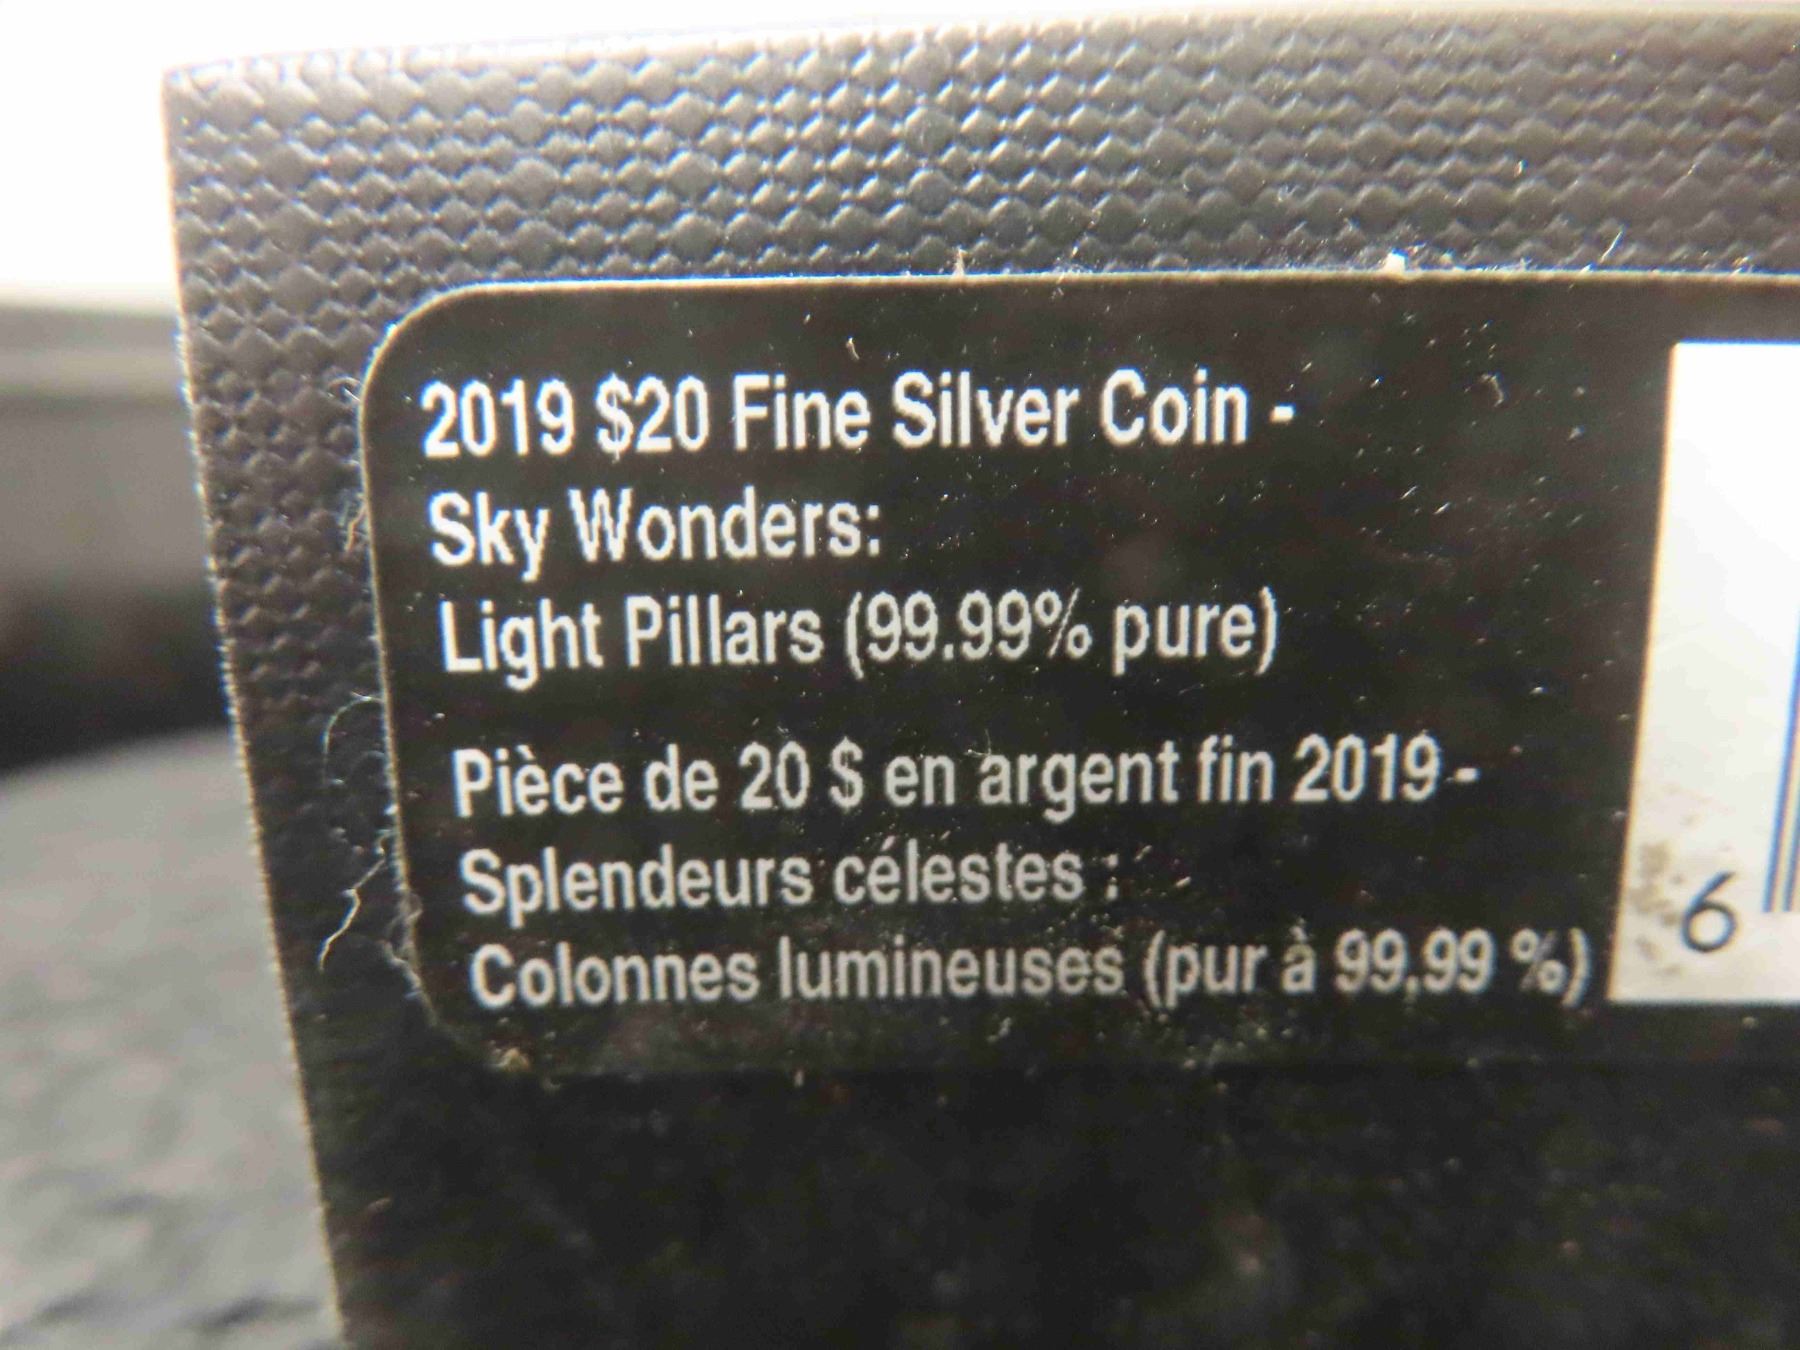 2019 $20 Fine Silver Coin -
Sky Wonders:
Light Pillars (99.99% pure)
Pièce de 20 $ en argent fin 2019 -
Splendeurs célestes :
Colonnes lumineuses (pur à 99,99 %)
6